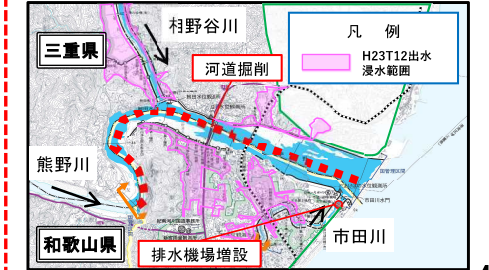 相野谷川
凡 例
H23T12出水
浸水範囲
三重県
河道掘削
熊野川
和歌山県
市田川
排水機場増設